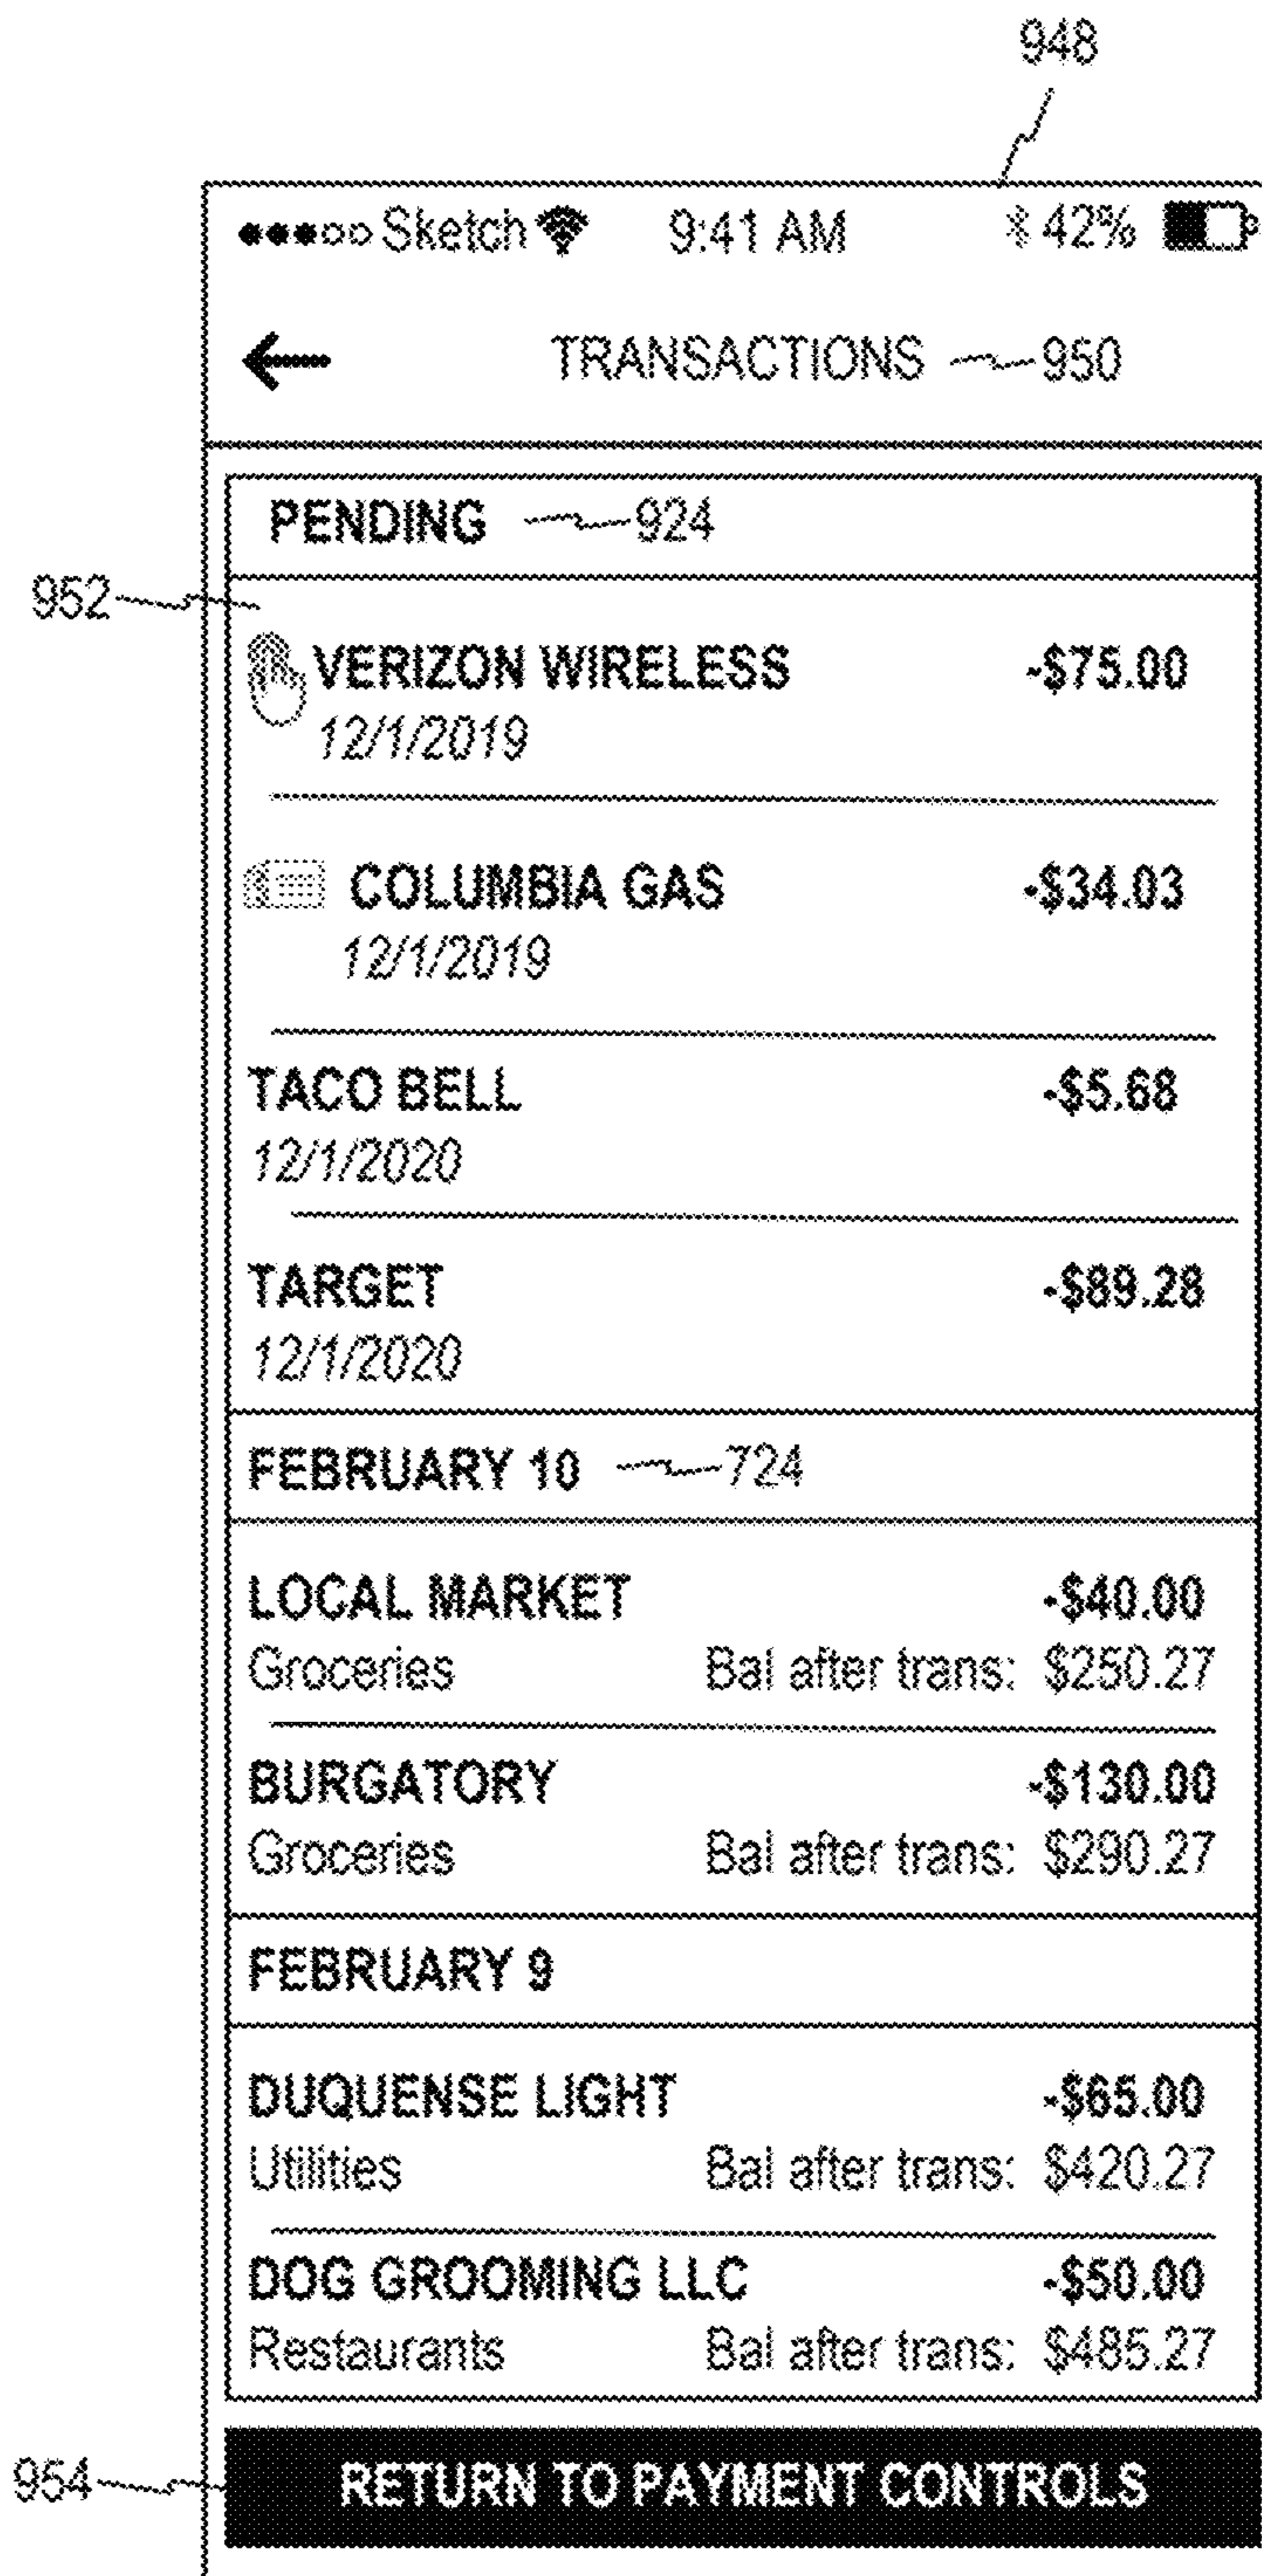 948
Sketch 9:41 AM 42%
TRANSACTIONS 950
PENDING 924
952
VERIZON WIRELESS -$75.00
12/1/2019
COLUMBIA GAS -$34.03
12/1/2019
TACO BELL -$5.68
12/1/2020
TARGET -$89.28
12/1/2020
FEBRUARY 10 724
LOCAL MARKET -$40.00
Groceries Bal after trans: $250.27
BURGATORY -$130.00
Groceries Bal after trans: $290.27
FEBRUARY 9
DUQUENSE LIGHT -$65.00
Utilities Bal after trans: $420.27
DOG GROOMING LLC -$50.00
Restaurants Bal after trans: $485.27
954 RETURN TO PAYMENT CONTROLS